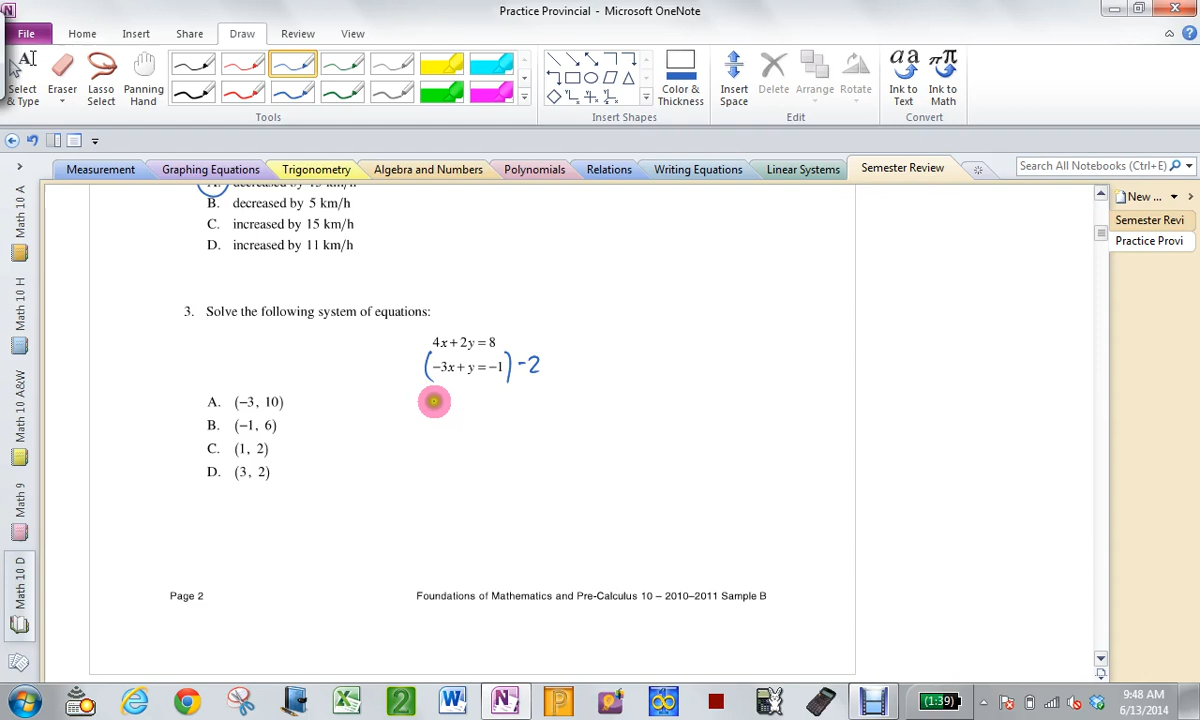 Practice Provincial - Microsoft OneNote
File Home Insert Share Draw Review View
Select & Type
Eraser
Lasso Select
Panning Hand
Color & Thickness
Insert Space
Delete
Arrange
Rotate
Ink to Text
Ink to Math
Tools
Insert Shapes
Edit
Convert
Measurement Graphing Equations Trigonometry Algebra and Numbers Polynomials Relations Writing Equations Linear Systems Semester Review
Search All Notebooks (Ctrl+E)
New ...
Semester Revi
Practice Provi
Math 10 A
Math 10 H
Math 10 A&W
Math 9
Math 10 D
A. decreased by 15 km/h
B. decreased by 5 km/h
C. increased by 15 km/h
D. increased by 11 km/h
3. Solve the following system of equations:
4x + 2y = 8
(−3x + y = −1) -2
A. (−3, 10)
B. (−1, 6)
C. (1, 2)
D. (3, 2)
Page 2
Foundations of Mathematics and Pre-Calculus 10 – 2010–2011 Sample B
(1:39)
9:48 AM
6/13/2014